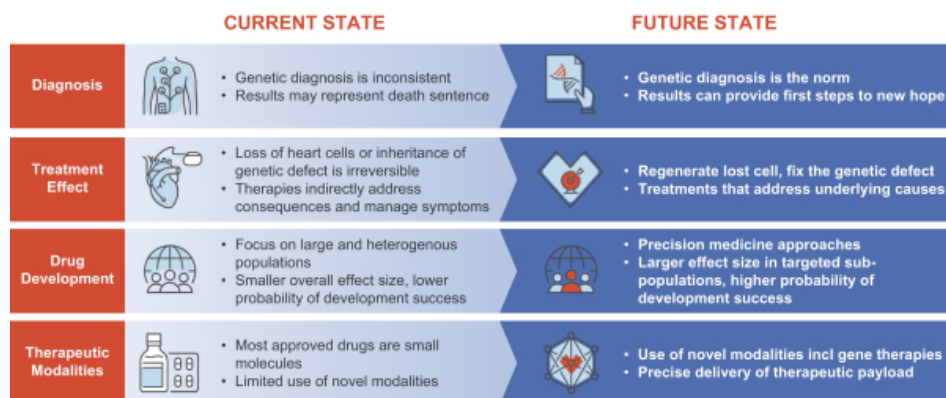 CURRENT STATE
FUTURE STATE
Diagnosis
• Genetic diagnosis is inconsistent
• Results may represent death sentence
• Genetic diagnosis is the norm
• Results can provide first steps to new hope
Treatment
Effect
• Loss of heart cells or inheritance of
genetic defect is irreversible
• Therapies indirectly address
consequences and manage symptoms
• Regenerate lost cell, fix the genetic defect
• Treatments that address underlying causes
Drug
Development
• Focus on large and heterogenous
populations
• Smaller overall effect size, lower
probability of development success
• Precision medicine approaches
• Larger effect size in targeted sub-
populations, higher probability of
development success
Therapeutic
Modalities
• Most approved drugs are small
molecules
• Limited use of novel modalities
• Use of novel modalities incl gene therapies
• Precise delivery of therapeutic payload